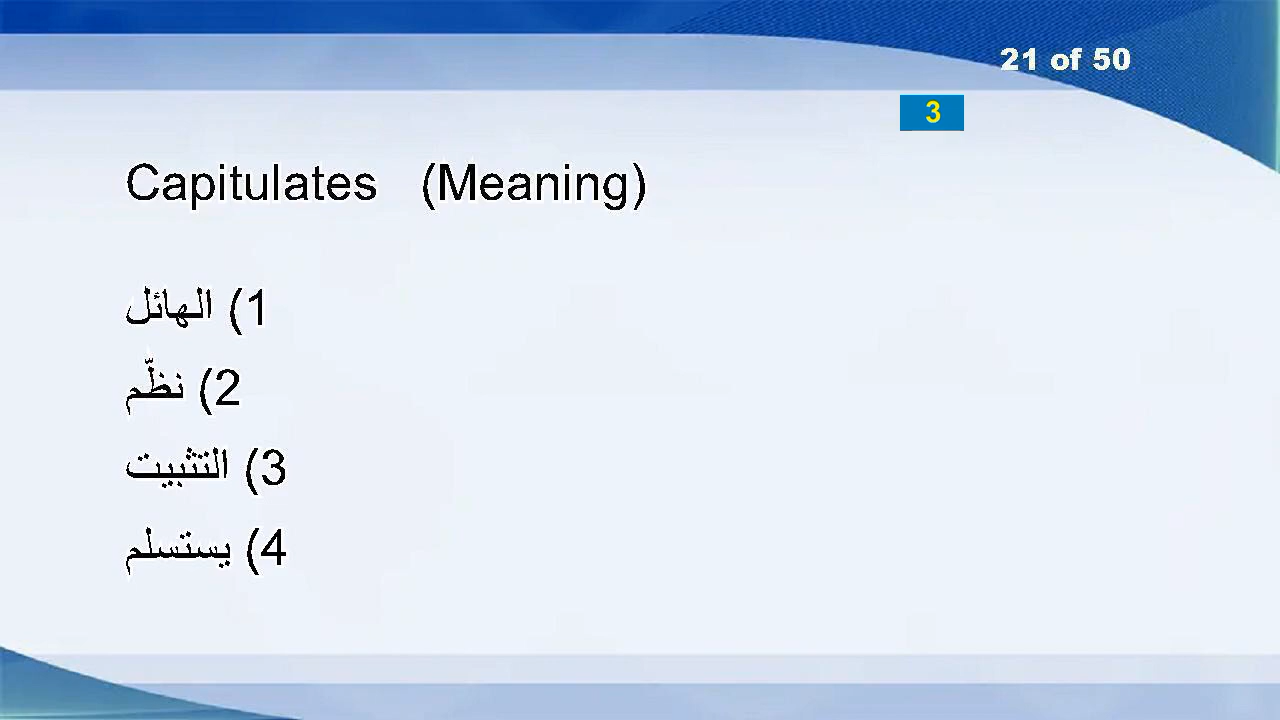 21 of 50
3
Capitulates (Meaning)
1) الهائل
2) نظّم
3) التثبيت
4) يستسلم